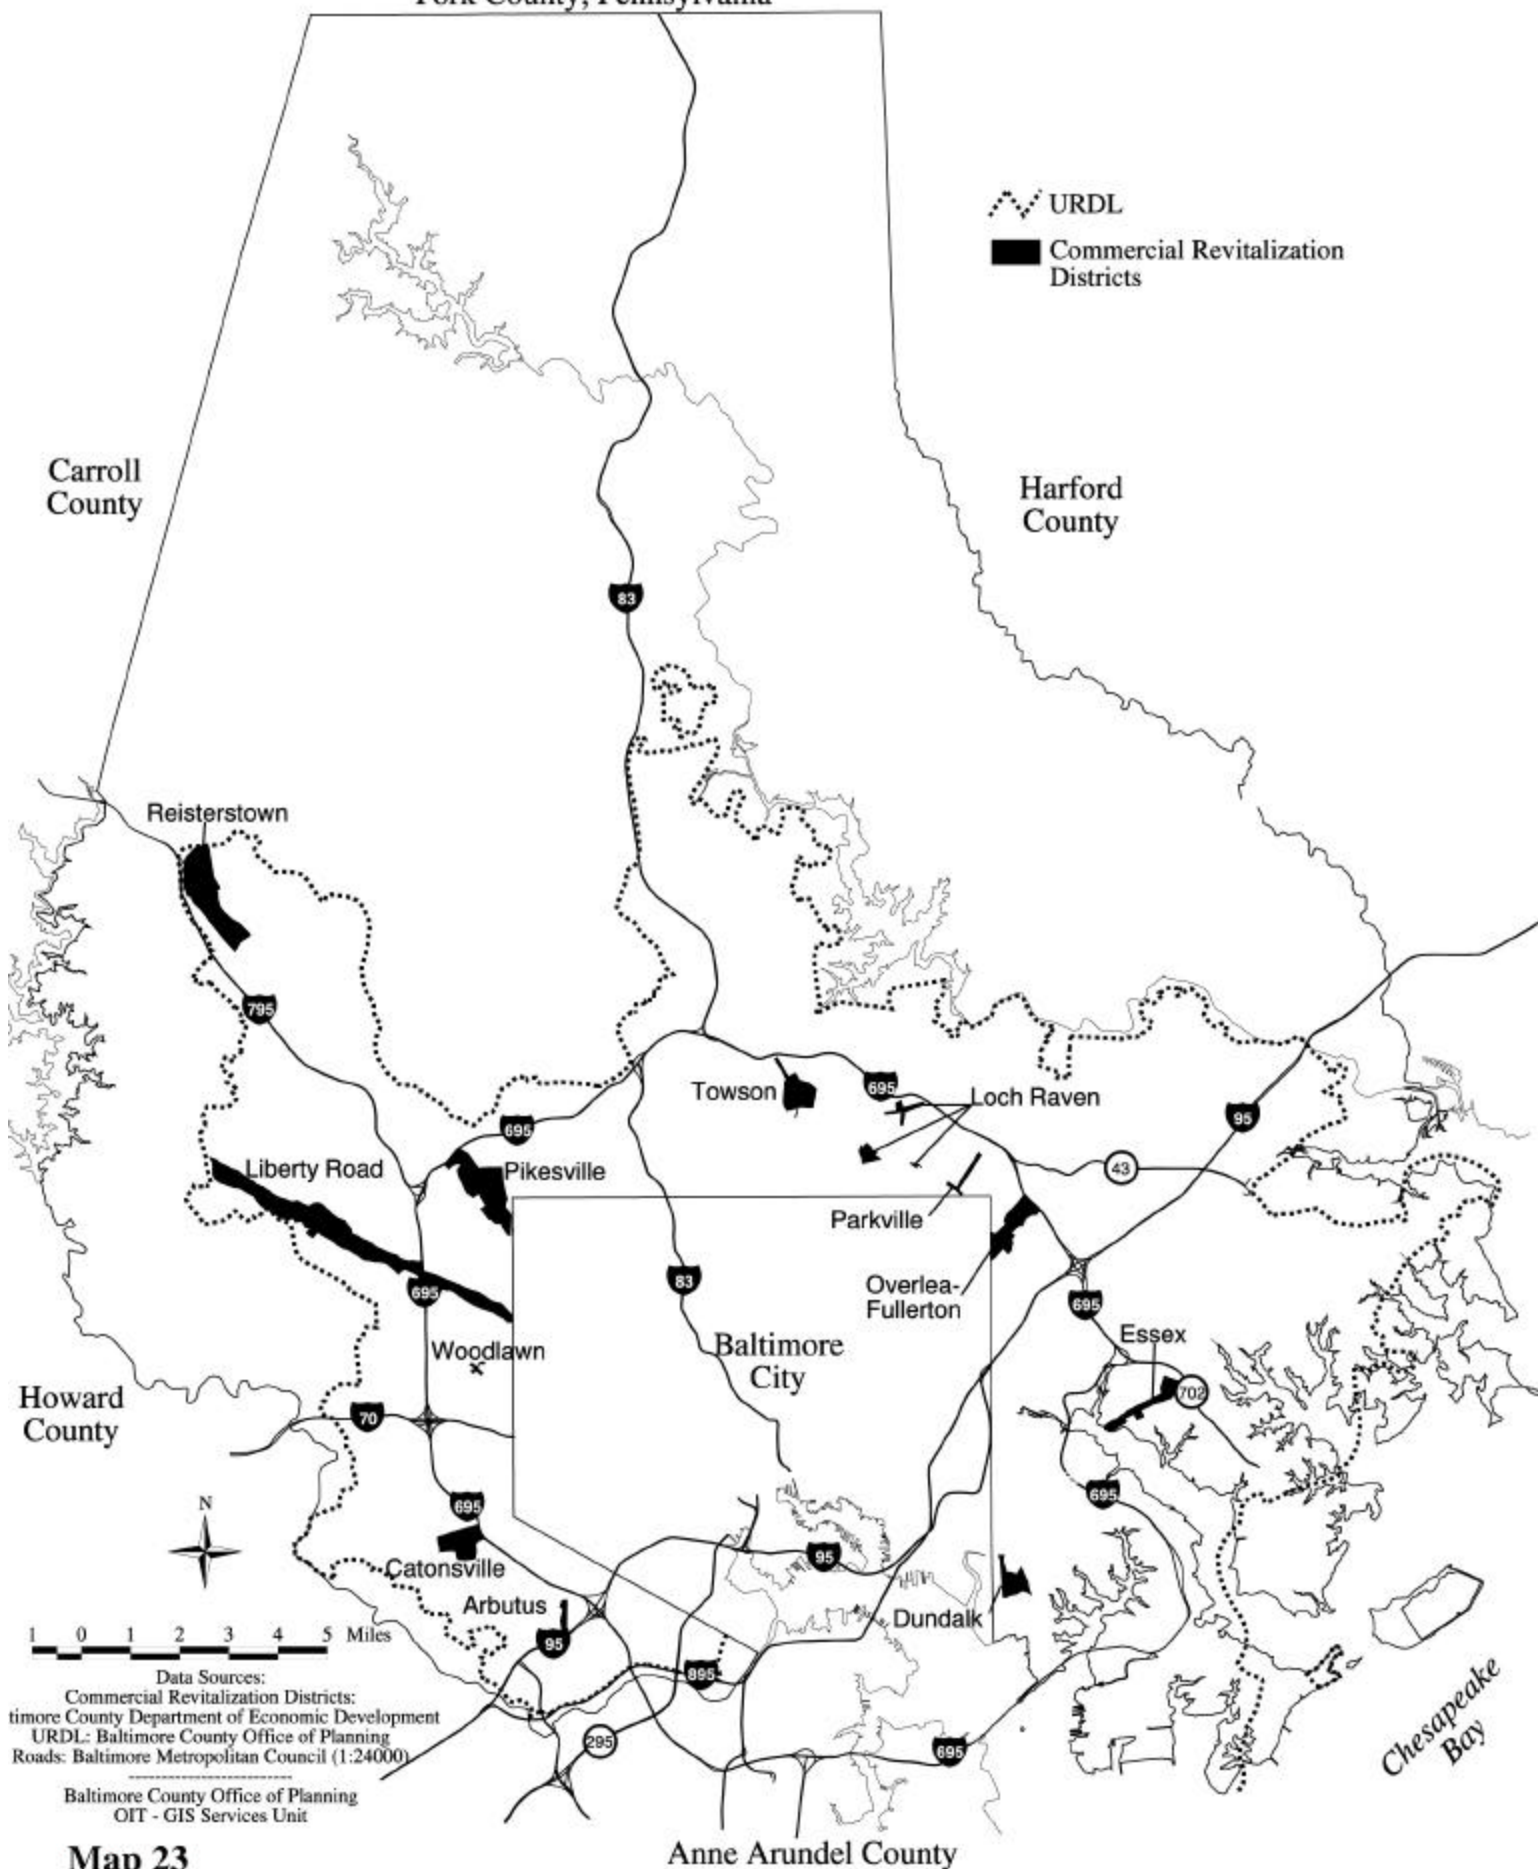 York County, Pennsylvania
URDL
Commercial Revitalization
Districts
Carroll
County
Harford
County
83
Reisterstown
795
Towson
695
Loch Raven
95
695
43
Liberty Road
Pikesville
Parkville
83
695
Overlea-
Fullerton
695
Essex
Woodlawn
Baltimore
City
702
Howard
County
70
695
695
N
95
Catonsville
Arbutus
Dundalk
1 0 1 2 3 4 5 Miles
95
895
Data Sources:
Commercial Revitalization Districts:
timore County Department of Economic Development
URDL: Baltimore County Office of Planning
Roads: Baltimore Metropolitan Council (1:24000)
-------------------------
Baltimore County Office of Planning
OIT - GIS Services Unit
295
695
Chesapeake
Bay
Map 23
Anne Arundel County